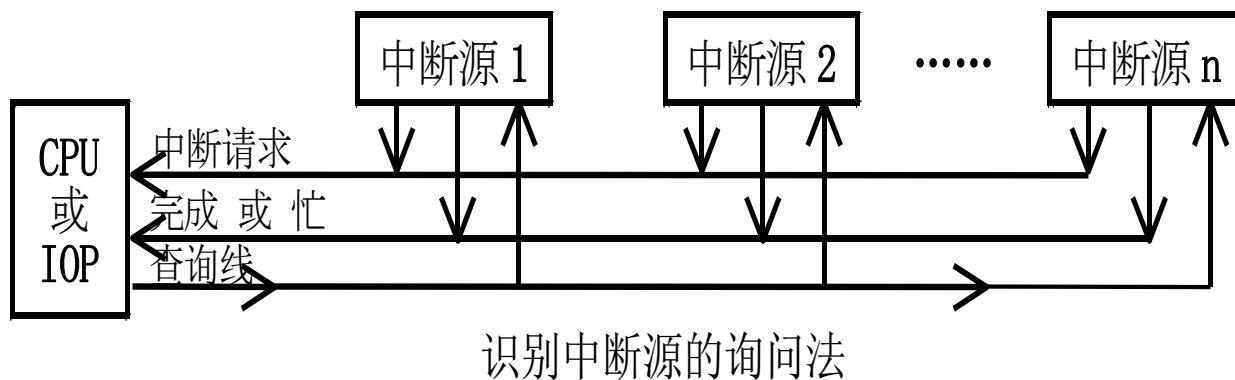 中断源 1
中断源 2
······
中断源 n
CPU
或
IOP
中断请求
完成 或 忙
查询线
识别中断源的询问法